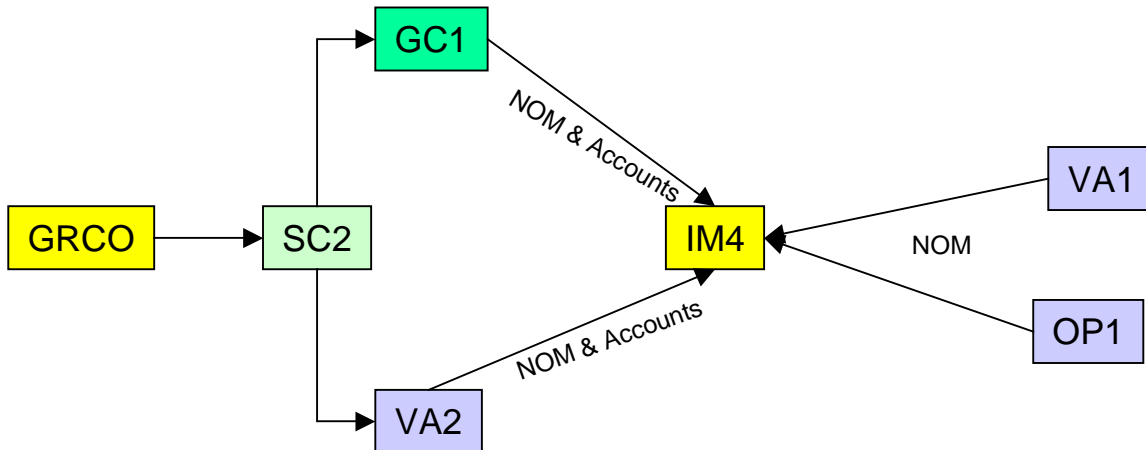 GC1
NOM & Accounts
VA1
GRCO
SC2
IM4
NOM
OP1
NOM & Accounts
VA2